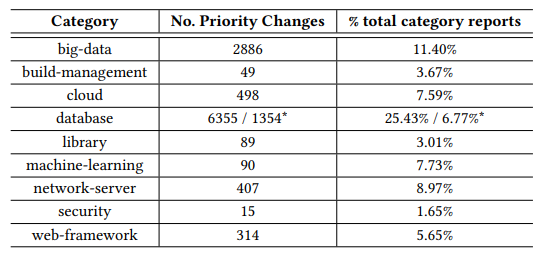 Category No. Priority Changes % total category reports
big-data 2886 11.40%
build-management 49 3.67%
cloud 498 7.59%
database 6355 / 1354* 25.43% / 6.77%*
library 89 3.01%
machine-learning 90 7.73%
network-server 407 8.97%
security 15 1.65%
web-framework 314 5.65%